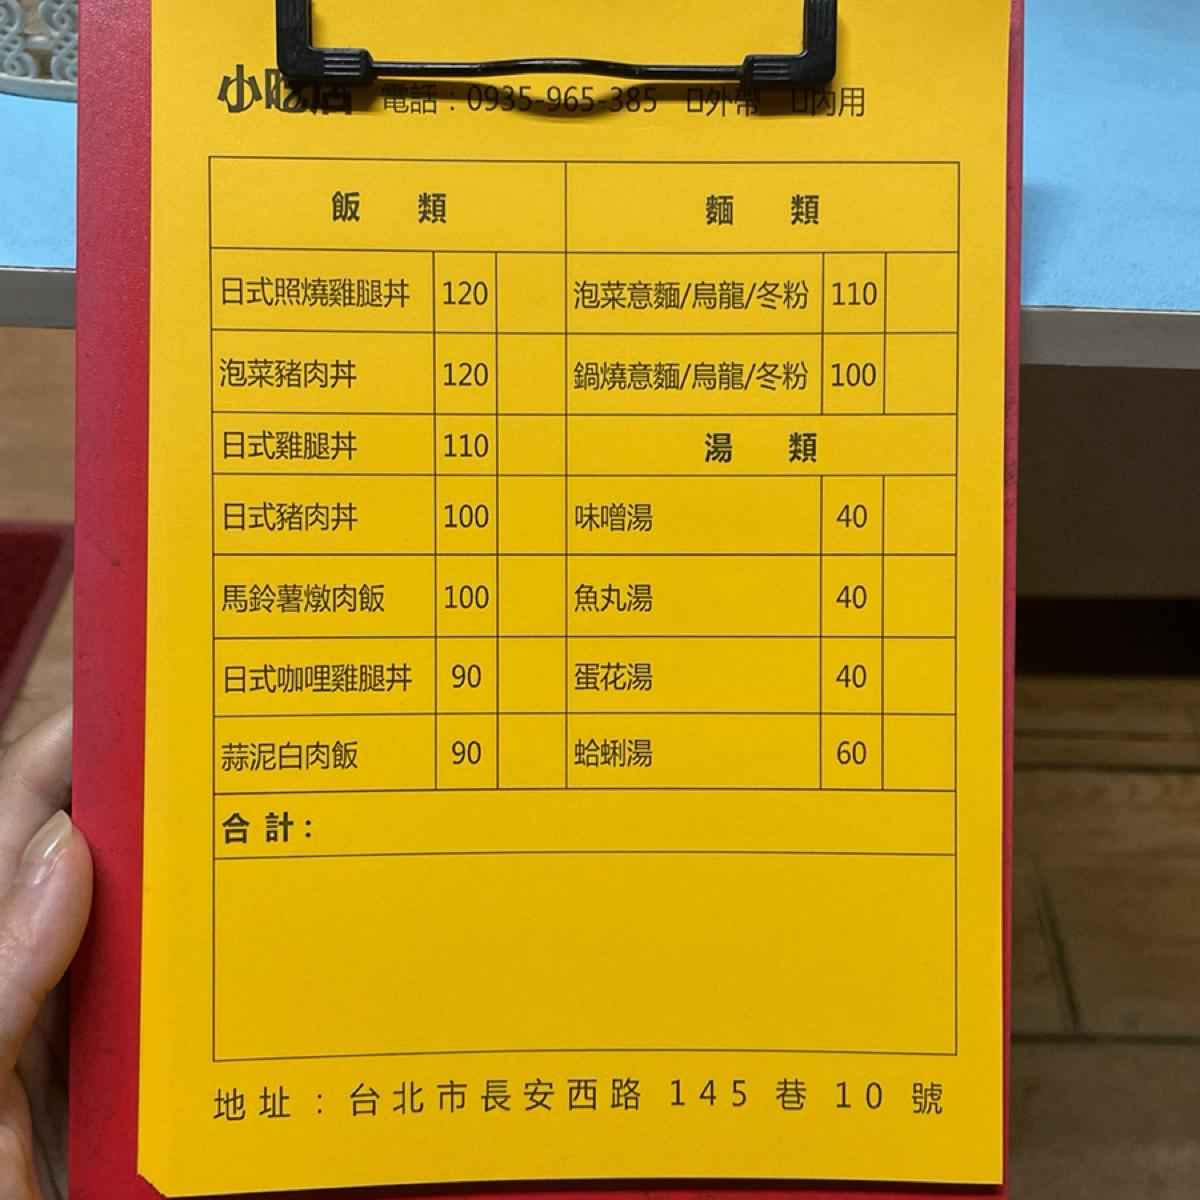 小吃店 電話：0935-965-385 □外帶 □內用
飯 類 麵 類
日式照燒雞腿丼 120 泡菜意麵/烏龍/冬粉 110
泡菜豬肉丼 120 鍋燒意麵/烏龍/冬粉 100
日式雞腿丼 110 湯 類
日式豬肉丼 100 味噌湯 40
馬鈴薯燉肉飯 100 魚丸湯 40
日式咖哩雞腿丼 90 蛋花湯 40
蒜泥白肉飯 90 蛤蜊湯 60
合計：
地址：台北市長安西路 145 巷 10 號